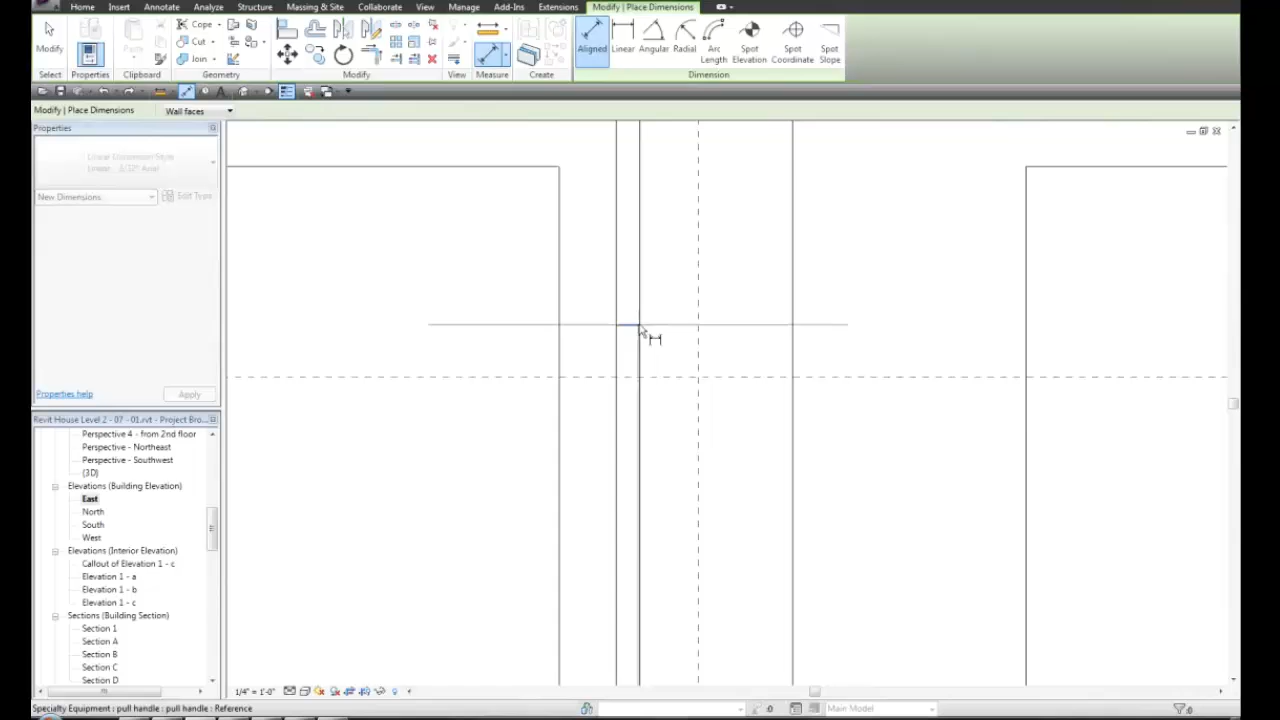 Home Insert Annotate Analyze Structure Massing & Site Collaborate View Manage Add-Ins Extensions Modify | Place Dimensions
Cope
Cut
Join
Modify
Properties
Paste
Aligned Linear Angular Radial Arc Length Spot Elevation Spot Coordinate Spot Slope
Select Properties Clipboard Geometry Modify View Measure Create Dimension
Modify | Place Dimensions Wall faces
Properties
Linear Dimension Style
New Dimensions Edit Type
Properties help Apply
Revit House Level 2 - 07 - 01.rvt - Project Bro...
Perspective 4 - from 2nd floor
Perspective - Northeast
Perspective - Southwest
(3D)
Elevations (Building Elevation)
East
North
South
West
Elevations (Interior Elevation)
Callout of Elevation 1 - c
Elevation 1 - a
Elevation 1 - b
Elevation 1 - c
Sections (Building Section)
Section 1
Section A
Section B
Section C
Section D
1/4" = 1'-0"
Specialty Equipment : pull handle : pull handle : Reference :0 Main Model :0